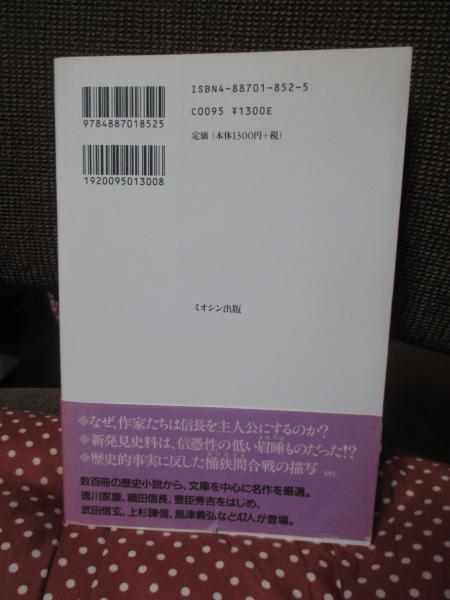 ISBN4-88701-852-5
C0095 ¥1300E
定価（本体1300円+税）
9784887018525
1920095013008
ミオシン出版
◆なぜ、作家たちは信長を主人公にするのか？
◆新発見史料は、信憑性の低い眉唾ものだった!?
◆歴史的事実に反した桶狭間合戦の描写 etc.
数百冊の歴史小説から、文庫を中心に名作を厳選。
徳川家康、織田信長、豊臣秀吉をはじめ、
武田信玄、上杉謙信、島津義弘など47人が登場。